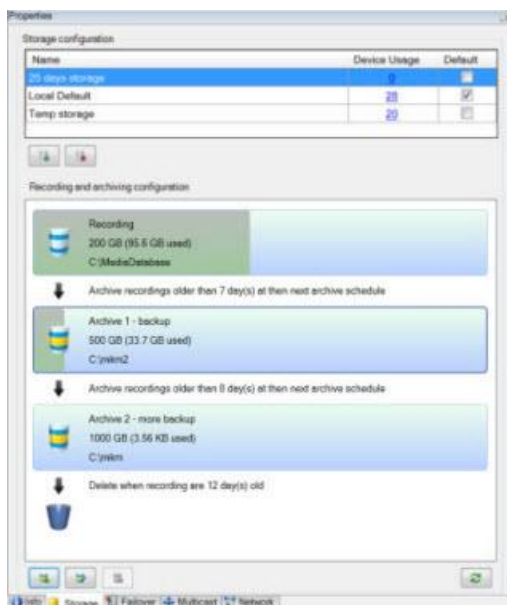 Properties
Storage configuration
Name Device Usage Default
25 days storage 0
Local Default 28
Temp storage 20
Recording and archiving configuration
Recording
200 GB (95.6 GB used)
C:\MediaDatabase
Archive recordings older than 7 day(s) at then next archive schedule
Archive 1 - backup
500 GB (33.7 GB used)
C:\mkm2
Archive recordings older than 8 day(s) at then next archive schedule
Archive 2 - more backup
1000 GB (3.56 KB used)
C:\mkm
Delete when recording are 12 day(s) old
Info Storage Failover Multicast Network